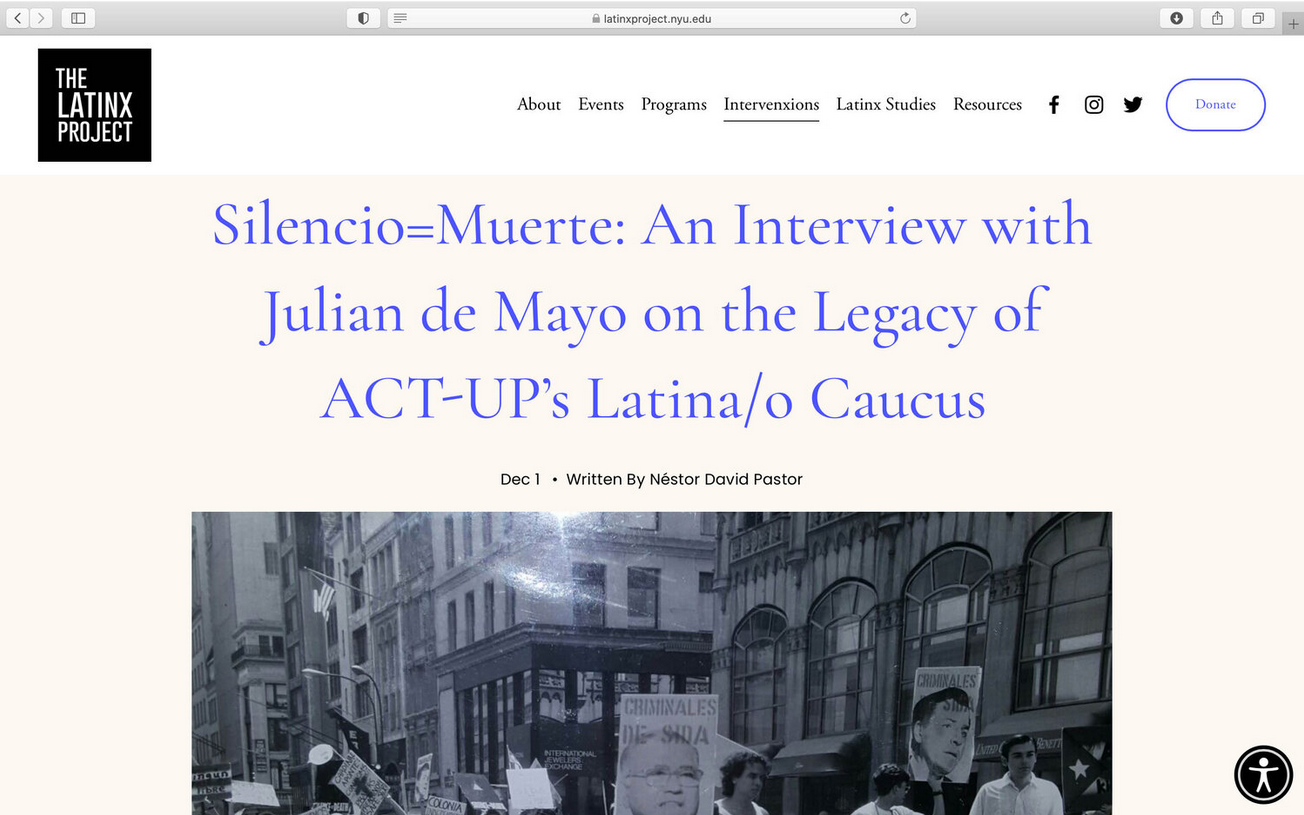 latinxproject.nyu.edu
THE
LATINX
PROJECT
About Events Programs Intervenxions Latinx Studies Resources Donate
Silencio=Muerte: An Interview with
Julian de Mayo on the Legacy of
ACT-UP’s Latina/o Caucus
Dec 1 • Written By Néstor David Pastor
CRIMINALES
DE SIDA
CRIMINALES
SIDA
INTERNATIONAL
JEWELERS
EXCHANGE
UNITED
COLONIA